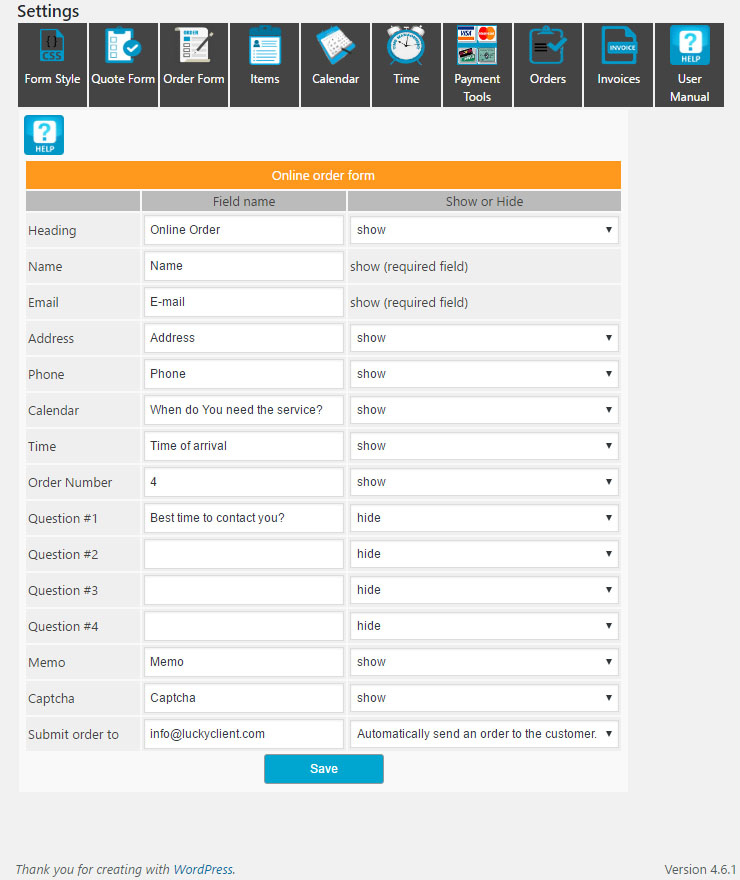 Settings
{ } CSS
ORDER
VISA MasterCard
INVOICE
? HELP
Form Style Quote Form Order Form Items Calendar Time Payment Tools Orders Invoices User Manual
? HELP
Online order form
Field name Show or Hide
Heading Online Order show
Name Name show (required field)
Email E-mail show (required field)
Address Address show
Phone Phone show
Calendar When do You need the service? show
Time Time of arrival show
Order Number 4 show
Question #1 Best time to contact you? hide
Question #2 hide
Question #3 hide
Question #4 hide
Memo Memo show
Captcha Captcha show
Submit order to info@luckyclient.com Automatically send an order to the customer.
Save
Thank you for creating with WordPress. Version 4.6.1